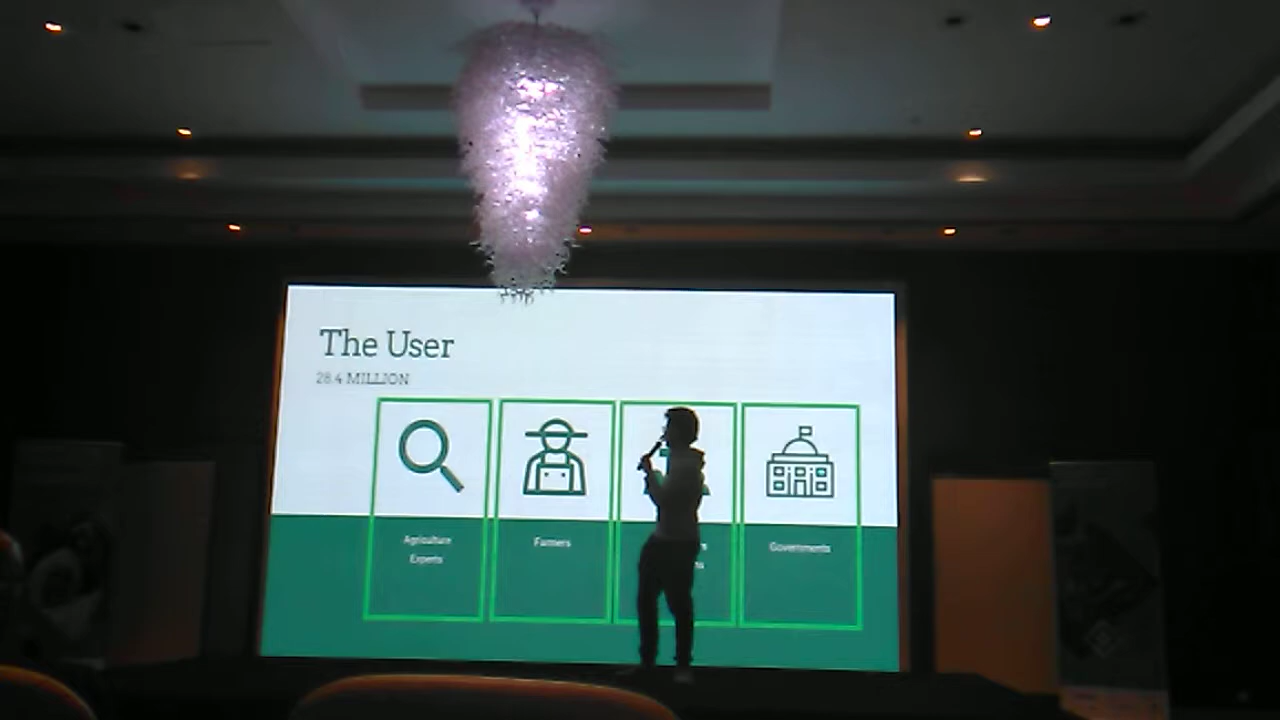 The User
28.4 MILLION
Agriculture
Experts
Farmers
Governments